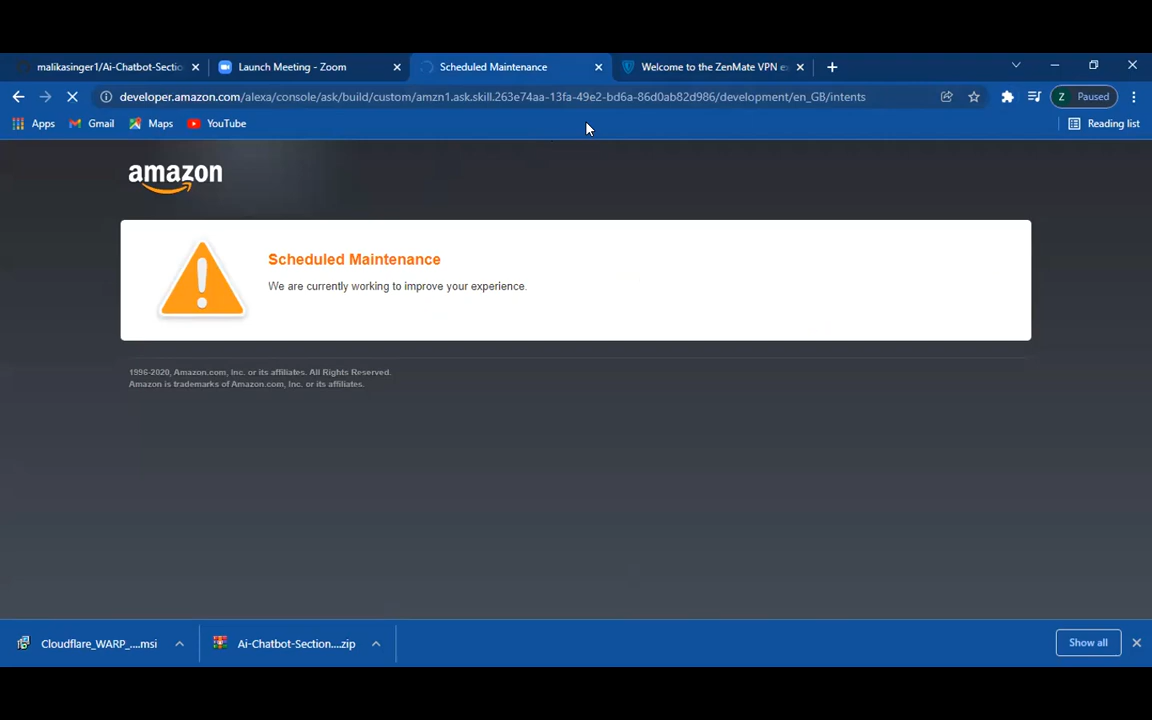 malikasinger1/Ai-Chatbot-Sectio
Launch Meeting - Zoom
Scheduled Maintenance
Welcome to the ZenMate VPN e
developer.amazon.com/alexa/console/ask/build/custom/amzn1.ask.skill.263e74aa-13fa-49e2-bd6a-86d0ab82d986/development/en_GB/intents
Z Paused
Apps Gmail Maps YouTube Reading list
amazon
Scheduled Maintenance
We are currently working to improve your experience.
1996-2020, Amazon.com, Inc. or its affiliates. All Rights Reserved.
Amazon is trademarks of Amazon.com, Inc. or its affiliates.
Cloudflare_WARP_....msi
Ai-Chatbot-Section....zip
Show all